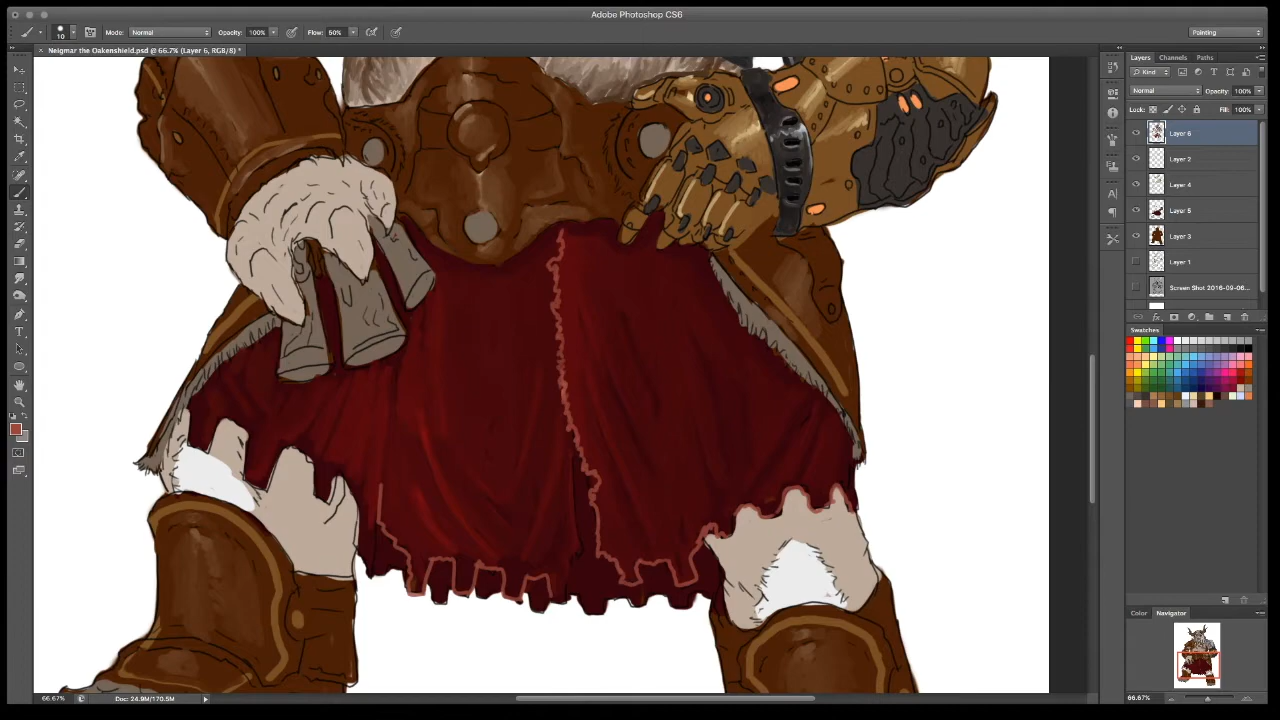 Adobe Photoshop CS6
10 Mode: Normal Opacity: 100% Flow: 50% Painting
× Neigmar the Oakenshield.psd @ 66.7% (Layer 6, RGB/8) *
Layers Channels Paths
Kind
Normal Opacity: 100%
Lock: Fill: 100%
Layer 6
Layer 2
Layer 4
Layer 5
Layer 3
Layer 1
Screen Shot 2016-09-06...
Swatches
Color Navigator
66.67%
66.67% Doc: 24.9M/170.5M